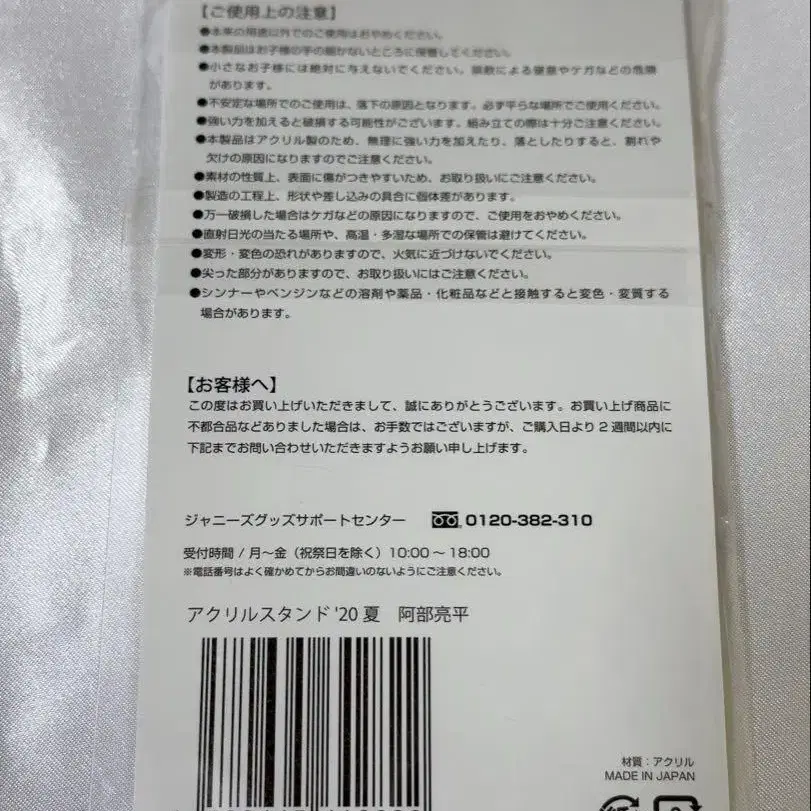 【ご使用上の注意】
●本来の用途以外でのご使用はおやめください。
●本製品はお子様の手の届かないところに保管してください。
●小さなお子様には絶対に与えないでください。誤飲による窒息やケガなどの危険
があります。
●不安定な場所でのご使用は、落下の原因となります。必ず平らな場所でご使用ください。
●強い力を加えると破損する可能性がございます。組み立ての際は十分ご注意ください。
●本製品はアクリル製のため、無理に強い力を加えたり、落としたりすると、割れや
欠けの原因になりますのでご注意ください。
●素材の性質上、表面に傷がつきやすいため、お取り扱いにご注意ください。
●製造の工程上、形状や差し込みの具合に個体差があります。
●万一破損した場合はケガなどの原因になりますので、ご使用をおやめください。
●直射日光の当たる場所や、高温・多湿な場所での保管は避けてください。
●変形・変色の恐れがありますので、火気に近づけないでください。
●尖った部分がありますので、お取り扱いにはご注意ください。
●シンナーやベンジンなどの溶剤や薬品・化粧品などと接触すると変色・変質する
場合があります。
【お客様へ】
この度はお買い上げいただきまして、誠にありがとうございます。お買い上げ商品に
不都合品などありました場合は、お手数ではございますが、ご購入日より2週間以内に
下記までお問い合わせいただきますようお願い申し上げます。
ジャニーズグッズサポートセンター 0120-382-310
受付時間/月～金（祝祭日を除く）10:00～18:00
※電話番号はよく確かめてからお間違いのないようにご注意ください。
アクリルスタンド'20夏 阿部亮平
材質：アクリル
MADE IN JAPAN